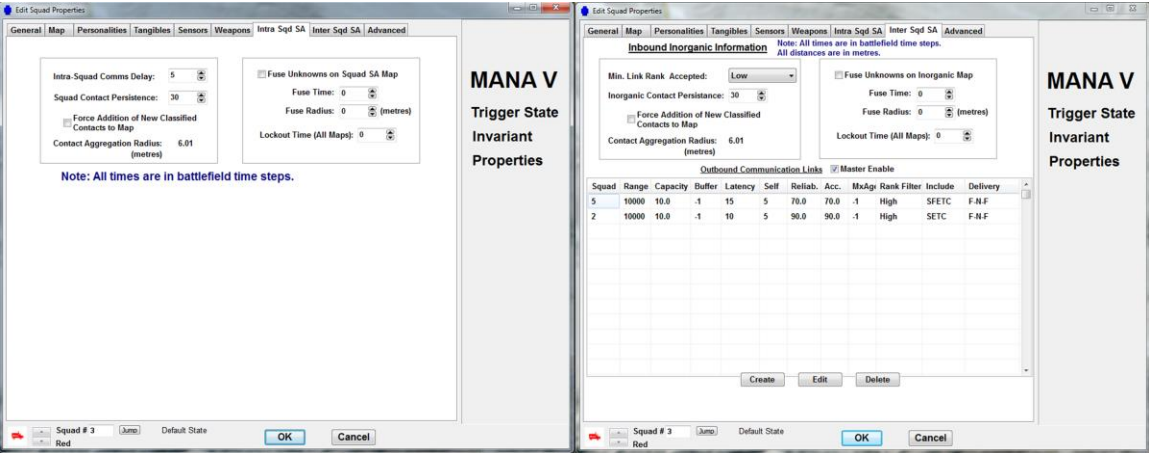 Edit Squad Properties
General Map Personalities Tangibles Sensors Weapons Intra Sqd SA Inter Sqd SA Advanced
Intra-Squad Comms Delay: 5
Squad Contact Persistence: 30
Force Addition of New Classified
Contacts to Map
Contact Aggregation Radius: 6.01
(metres)
Fuse Unknowns on Squad SA Map
Fuse Time: 0
Fuse Radius: 0 (metres)
Lockout Time (All Maps): 0
Note: All times are in battlefield time steps.
MANA V
Trigger State
Invariant
Properties
Squad # 3 Jump Default State
Red
OK Cancel
Edit Squad Properties
General Map Personalities Tangibles Sensors Weapons Intra Sqd SA Inter Sqd SA Advanced
Inbound Inorganic Information
Note: All times are in battlefield time steps.
All distances are in metres.
Min. Link Rank Accepted: Low
Inorganic Contact Persistance: 30
Force Addition of New Classified
Contacts to Map
Contact Aggregation Radius: 6.01
(metres)
Fuse Unknowns on Inorganic Map
Fuse Time: 0
Fuse Radius: 0 (metres)
Lockout Time (All Maps): 0
Outbound Communication Links Master Enable
Squad Range Capacity Buffer Latency Self Reliab. Acc. MxAge Rank Filter Include Delivery
5 10000 10.0 -1 15 5 70.0 70.0 -1 High SFETC F-N-F
2 10000 10.0 -1 10 5 90.0 90.0 -1 High SETC F-N-F
Create Edit Delete
MANA V
Trigger State
Invariant
Properties
Squad # 3 Jump Default State
Red
OK Cancel